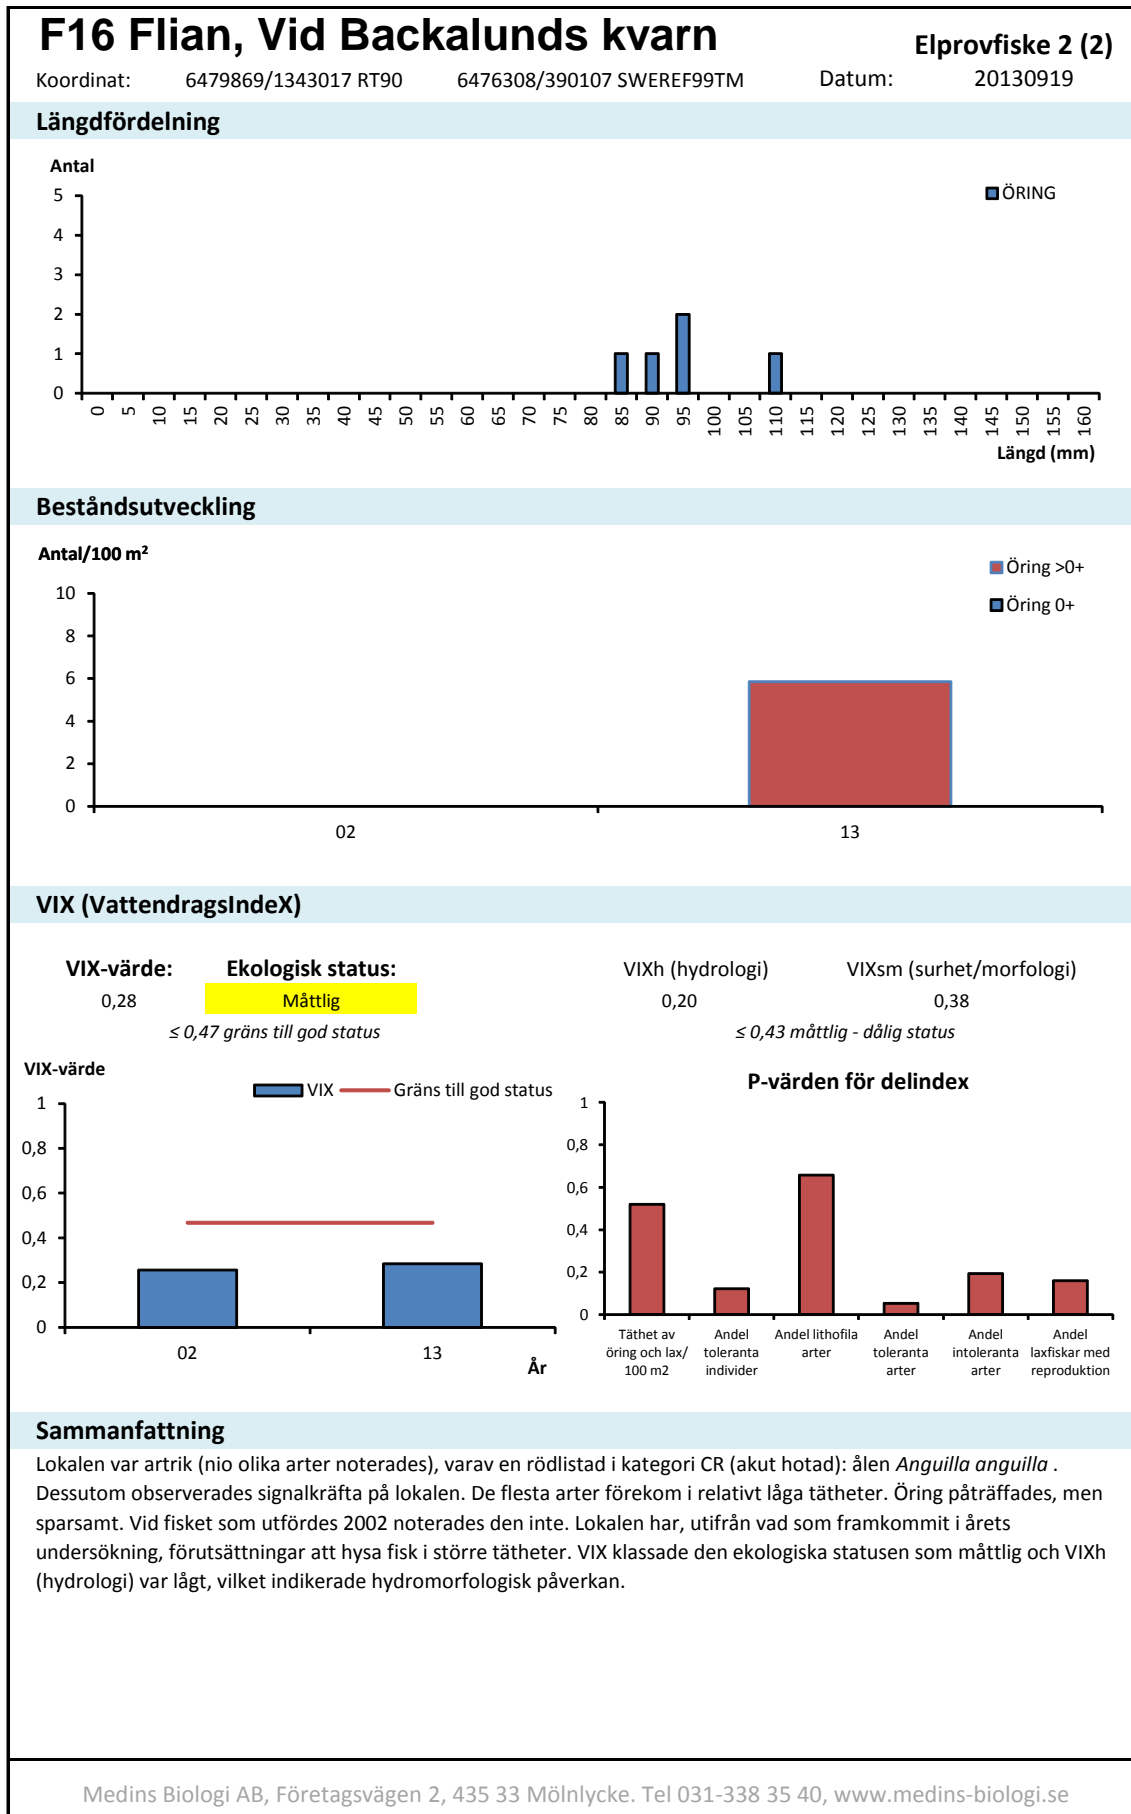 F16 Flian, Vid Backalunds kvarn
Elprovfiske 2 (2)
Koordinat: 6479869/1343017 RT90 6476308/390107 SWEREF99TM Datum: 20130919
Längdfördelning
Antal
ÖRING
5
4
3
2
1
0
0 5 10 15 20 25 30 35 40 45 50 55 60 65 70 75 80 85 90 95 100 105 110 115 120 125 130 135 140 145 150 155 160
Längd (mm)
Beståndsutveckling
Antal/100 m²
Öring >0+
Öring 0+
10
8
6
4
2
0
02 13
VIX (VattendragsIndeX)
VIX-värde: Ekologisk status: VIXh (hydrologi) VIXsm (surhet/morfologi)
0,28 Måttlig 0,20 0,38
≤ 0,47 gräns till god status ≤ 0,43 måttlig - dålig status
VIX-värde
VIX Gräns till god status
1
0,8
0,6
0,4
0,2
0
02 13
År
P-värden för delindex
1
0,8
0,6
0,4
0,2
0
Täthet av öring och lax/ 100 m2
Andel toleranta individer
Andel lithofila arter
Andel toleranta arter
Andel intoleranta arter
Andel laxfiskar med reproduktion
Sammanfattning
Lokalen var artrik (nio olika arter noterades), varav en rödlistad i kategori CR (akut hotad): ålen Anguilla anguilla .
Dessutom observerades signalkräfta på lokalen. De flesta arter förekom i relativt låga tätheter. Öring påträffades, men
sparsamt. Vid fisket som utfördes 2002 noterades den inte. Lokalen har, utifrån vad som framkommit i årets
undersökning, förutsättningar att hysa fisk i större tätheter. VIX klassade den ekologiska statusen som måttlig och VIXh
(hydrologi) var lågt, vilket indikerade hydromorfologisk påverkan.
Medins Biologi AB, Företagsvägen 2, 435 33 Mölnlycke. Tel 031-338 35 40, www.medins-biologi.se